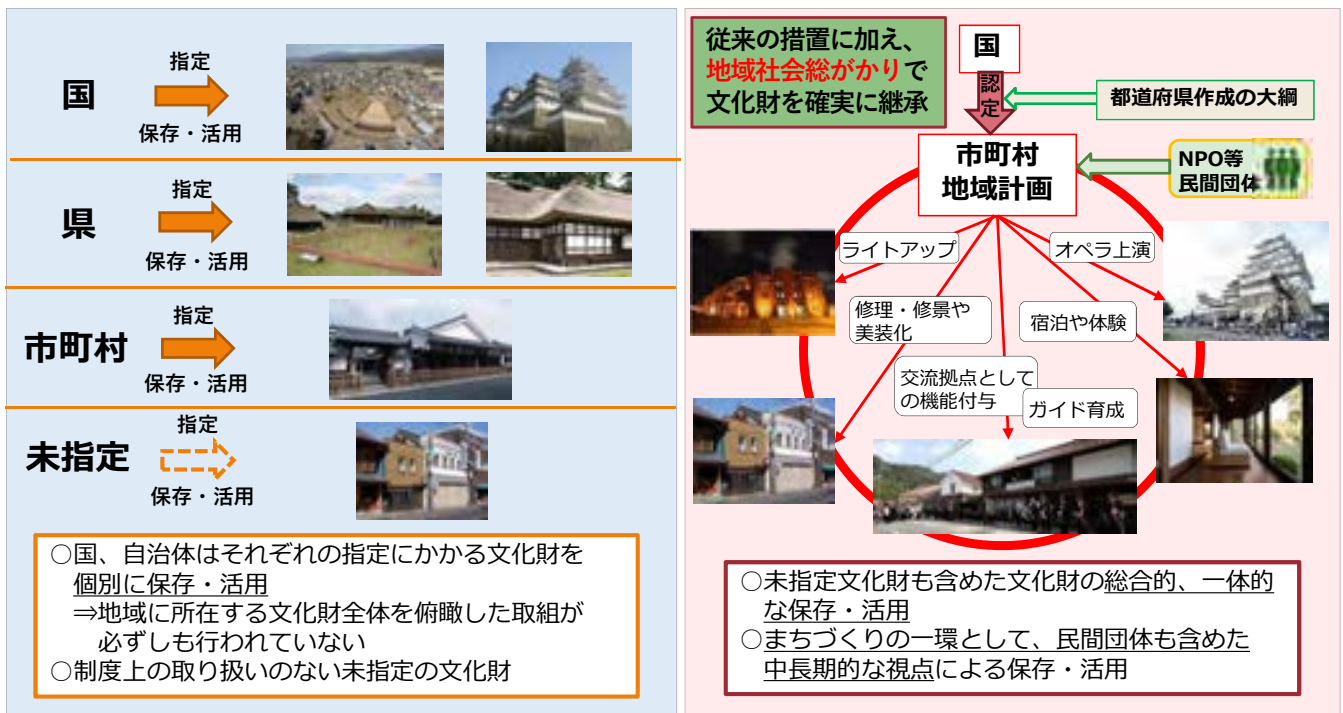 国
指定
保存・活用
県
指定
保存・活用
市町村
指定
保存・活用
未指定
指定
保存・活用
○国、自治体はそれぞれの指定にかかる文化財を
個別に保存・活用
⇒地域に所在する文化財全体を俯瞰した取組が
必ずしも行われていない
○制度上の取り扱いのない未指定の文化財
従来の措置に加え、
地域社会総がかりで
文化財を確実に継承
国
認定
都道府県作成の大綱
市町村
地域計画
NPO等
民間団体
ライトアップ
オペラ上演
修理・修景や
美装化
宿泊や体験
交流拠点として
の機能付与
ガイド育成
○未指定文化財も含めた文化財の総合的、一体的
な保存・活用
○まちづくりの一環として、民間団体も含めた
中長期的な視点による保存・活用